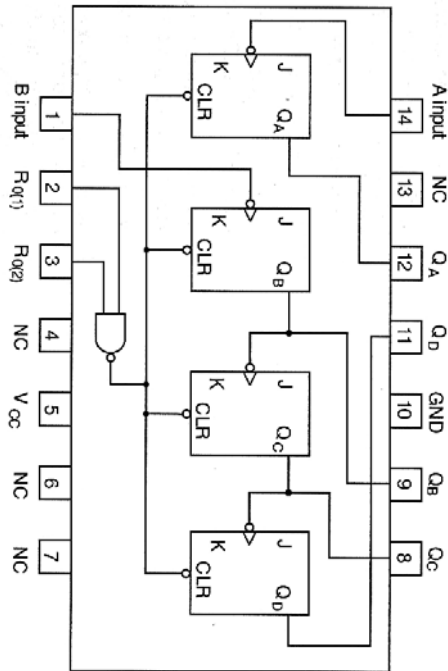 A input NC QA QD GND QB QC
14 13 12 11 10 9 8
J QA J QB J QC J QD
K CLR K CLR K CLR K CLR
1 2 3 4 5 6 7
B input R0(1) R0(2) NC VCC NC NC